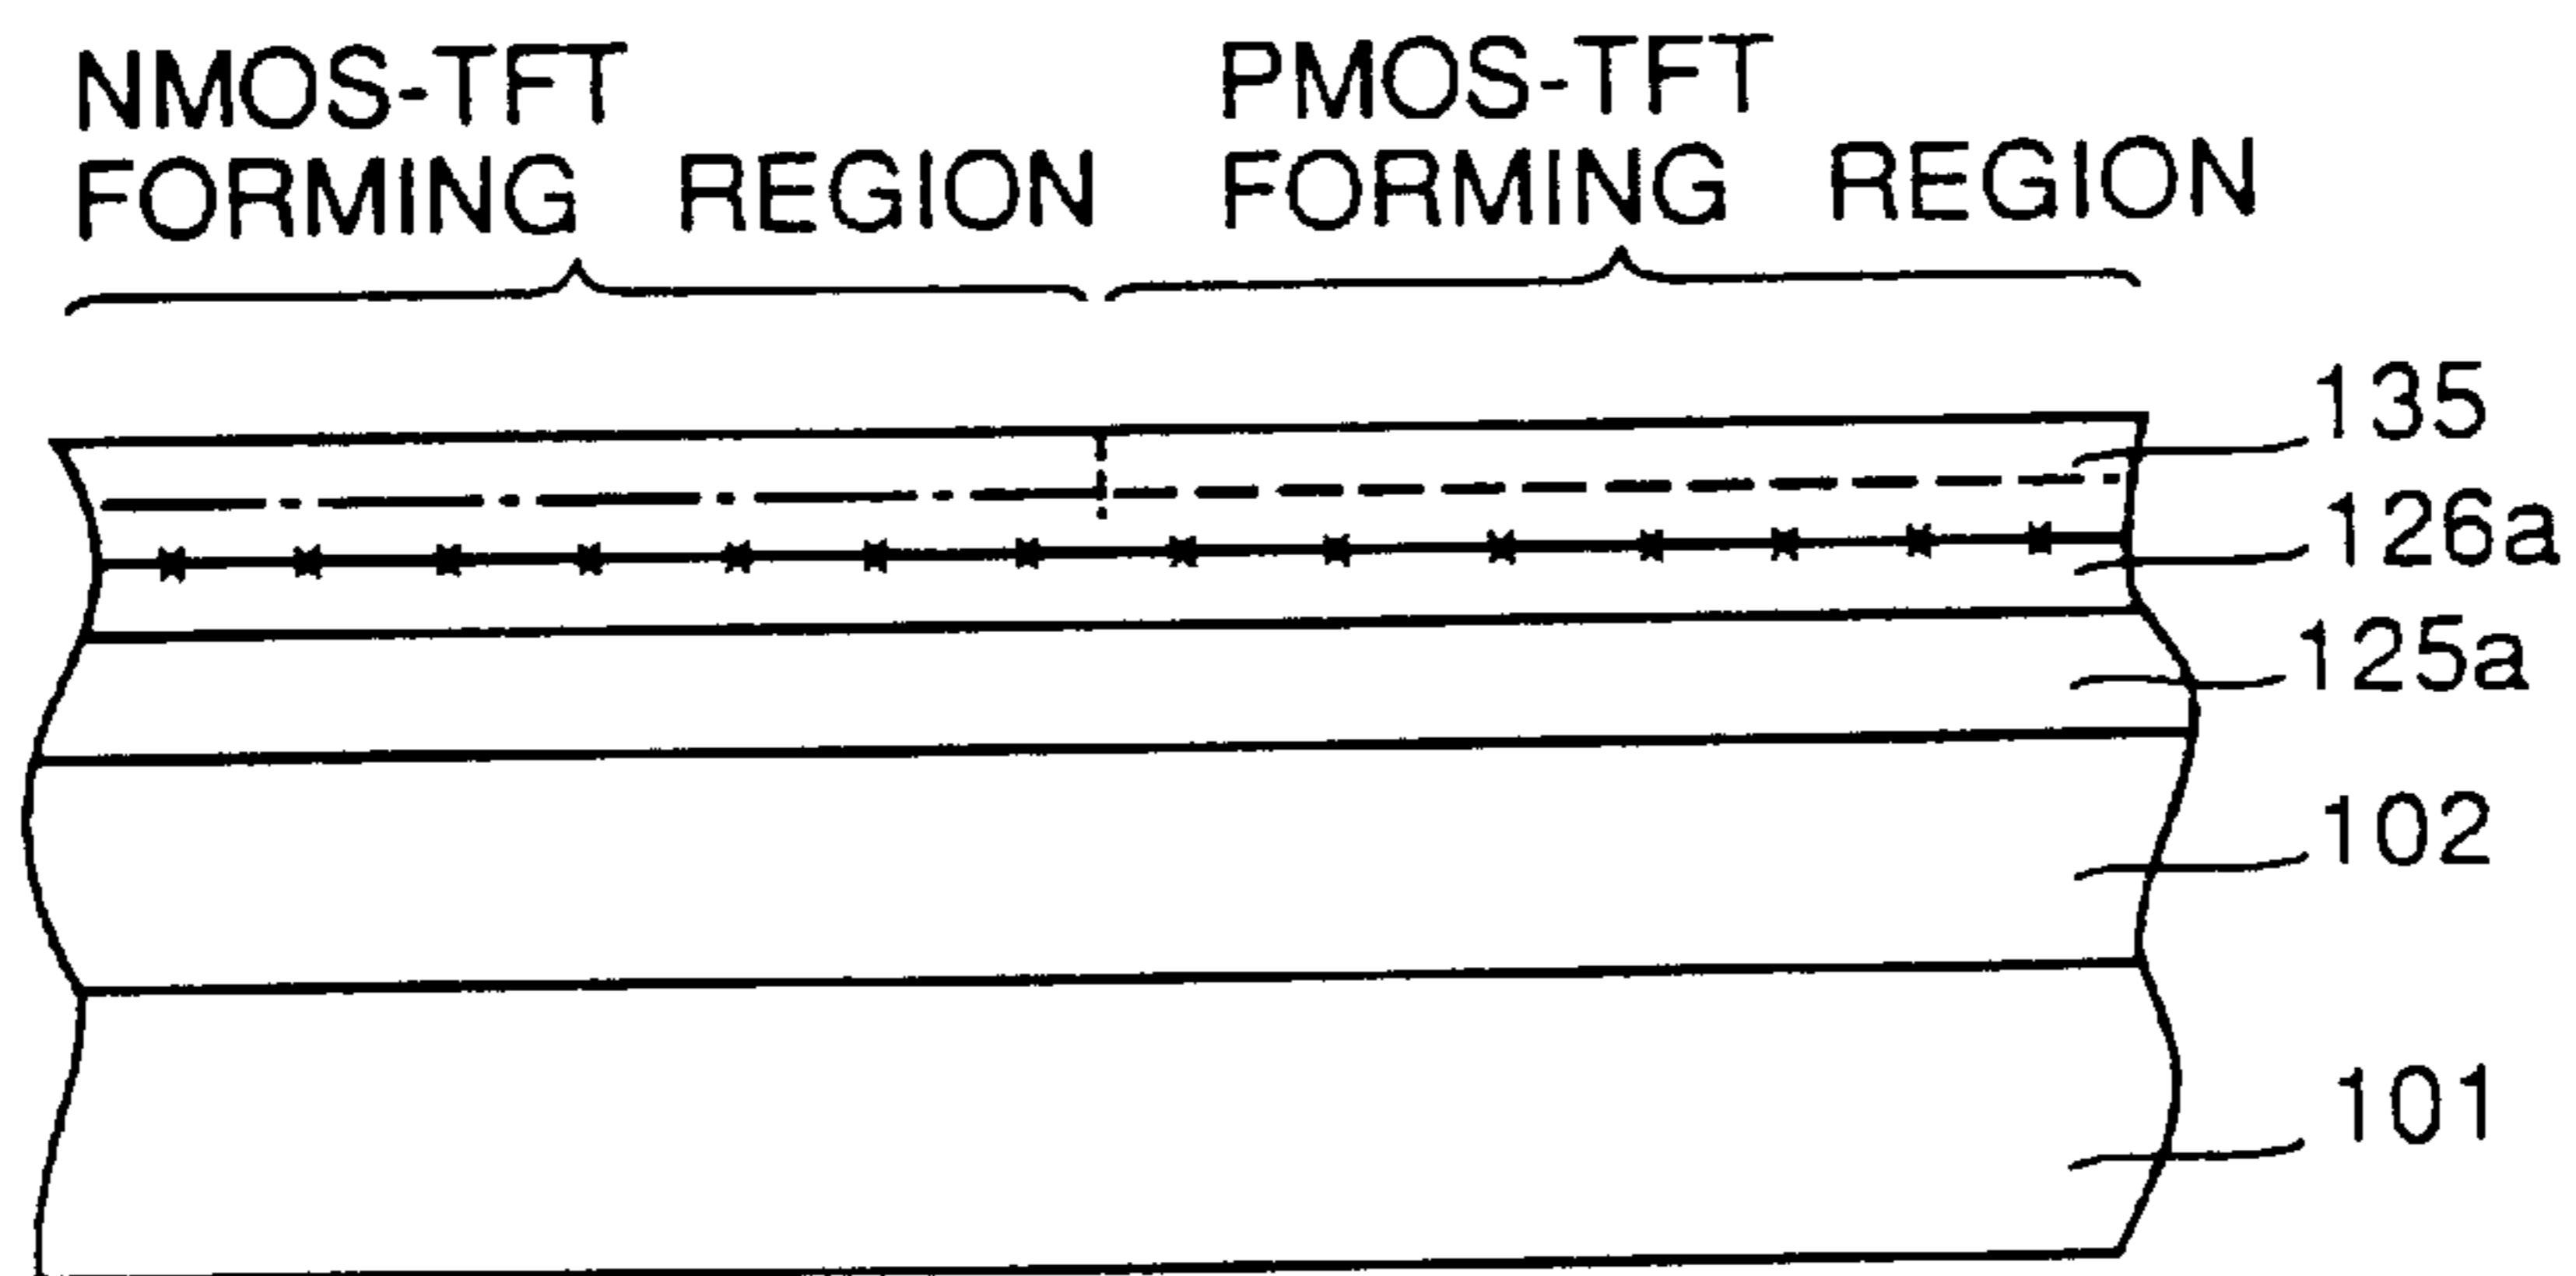 NMOS-TFT
FORMING REGION
PMOS-TFT
FORMING REGION
135
126a
125a
102
101